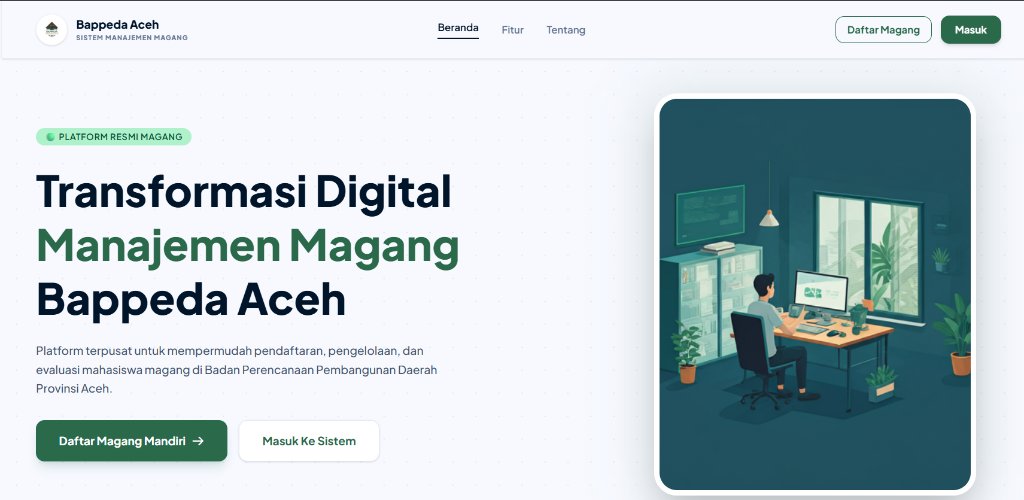 Bappeda Aceh
SISTEM MANAJEMEN MAGANG
Beranda
Fitur
Tentang
Daftar Magang
Masuk
PLATFORM RESMI MAGANG
Transformasi Digital
Manajemen Magang
Bappeda Aceh
Platform terpusat untuk mempermudah pendaftaran, pengelolaan, dan
evaluasi mahasiswa magang di Badan Perencanaan Pembangunan Daerah
Provinsi Aceh.
Daftar Magang Mandiri →
Masuk Ke Sistem